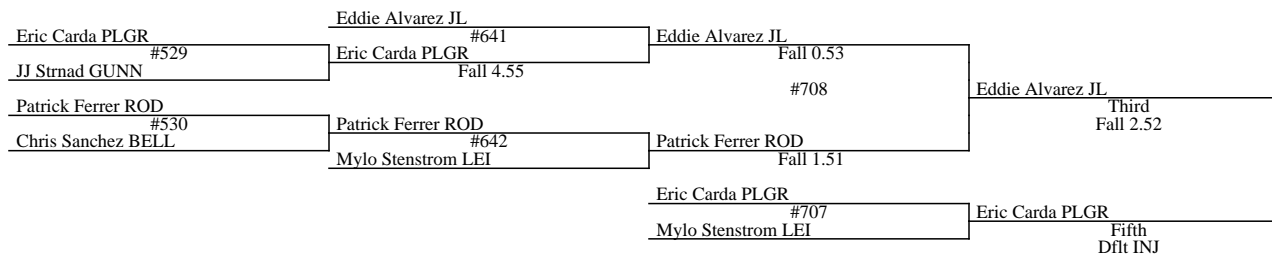 Eddie Alvarez JL
Eric Carda PLGR
#641
Eddie Alvarez JL
#529
Eric Carda PLGR
Fall 0.53
JJ Strnad GUNN
Fall 4.55
#708
Eddie Alvarez JL
Patrick Ferrer ROD
Third
#530
Patrick Ferrer ROD
Fall 2.52
Chris Sanchez BELL
#642
Patrick Ferrer ROD
Mylo Stenstrom LEI
Fall 1.51
Eric Carda PLGR
#707
Eric Carda PLGR
Mylo Stenstrom LEI
Fifth
Dflt INJ